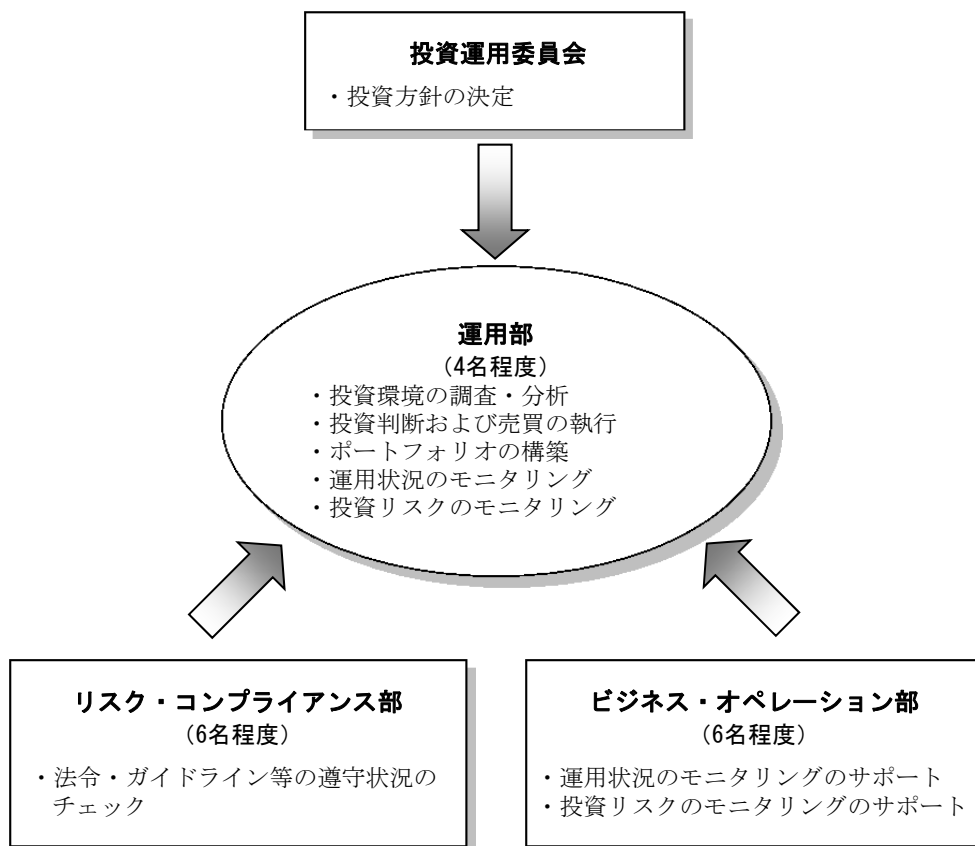 投資運用委員会
・投資方針の決定
運用部
(4名程度)
・投資環境の調査・分析
・投資判断および売買の執行
・ポートフォリオの構築
・運用状況のモニタリング
・投資リスクのモニタリング
リスク・コンプライアンス部
(6名程度)
・法令・ガイドライン等の遵守状況の
チェック
ビジネス・オペレーション部
(6名程度)
・運用状況のモニタリングのサポート
・投資リスクのモニタリングのサポート